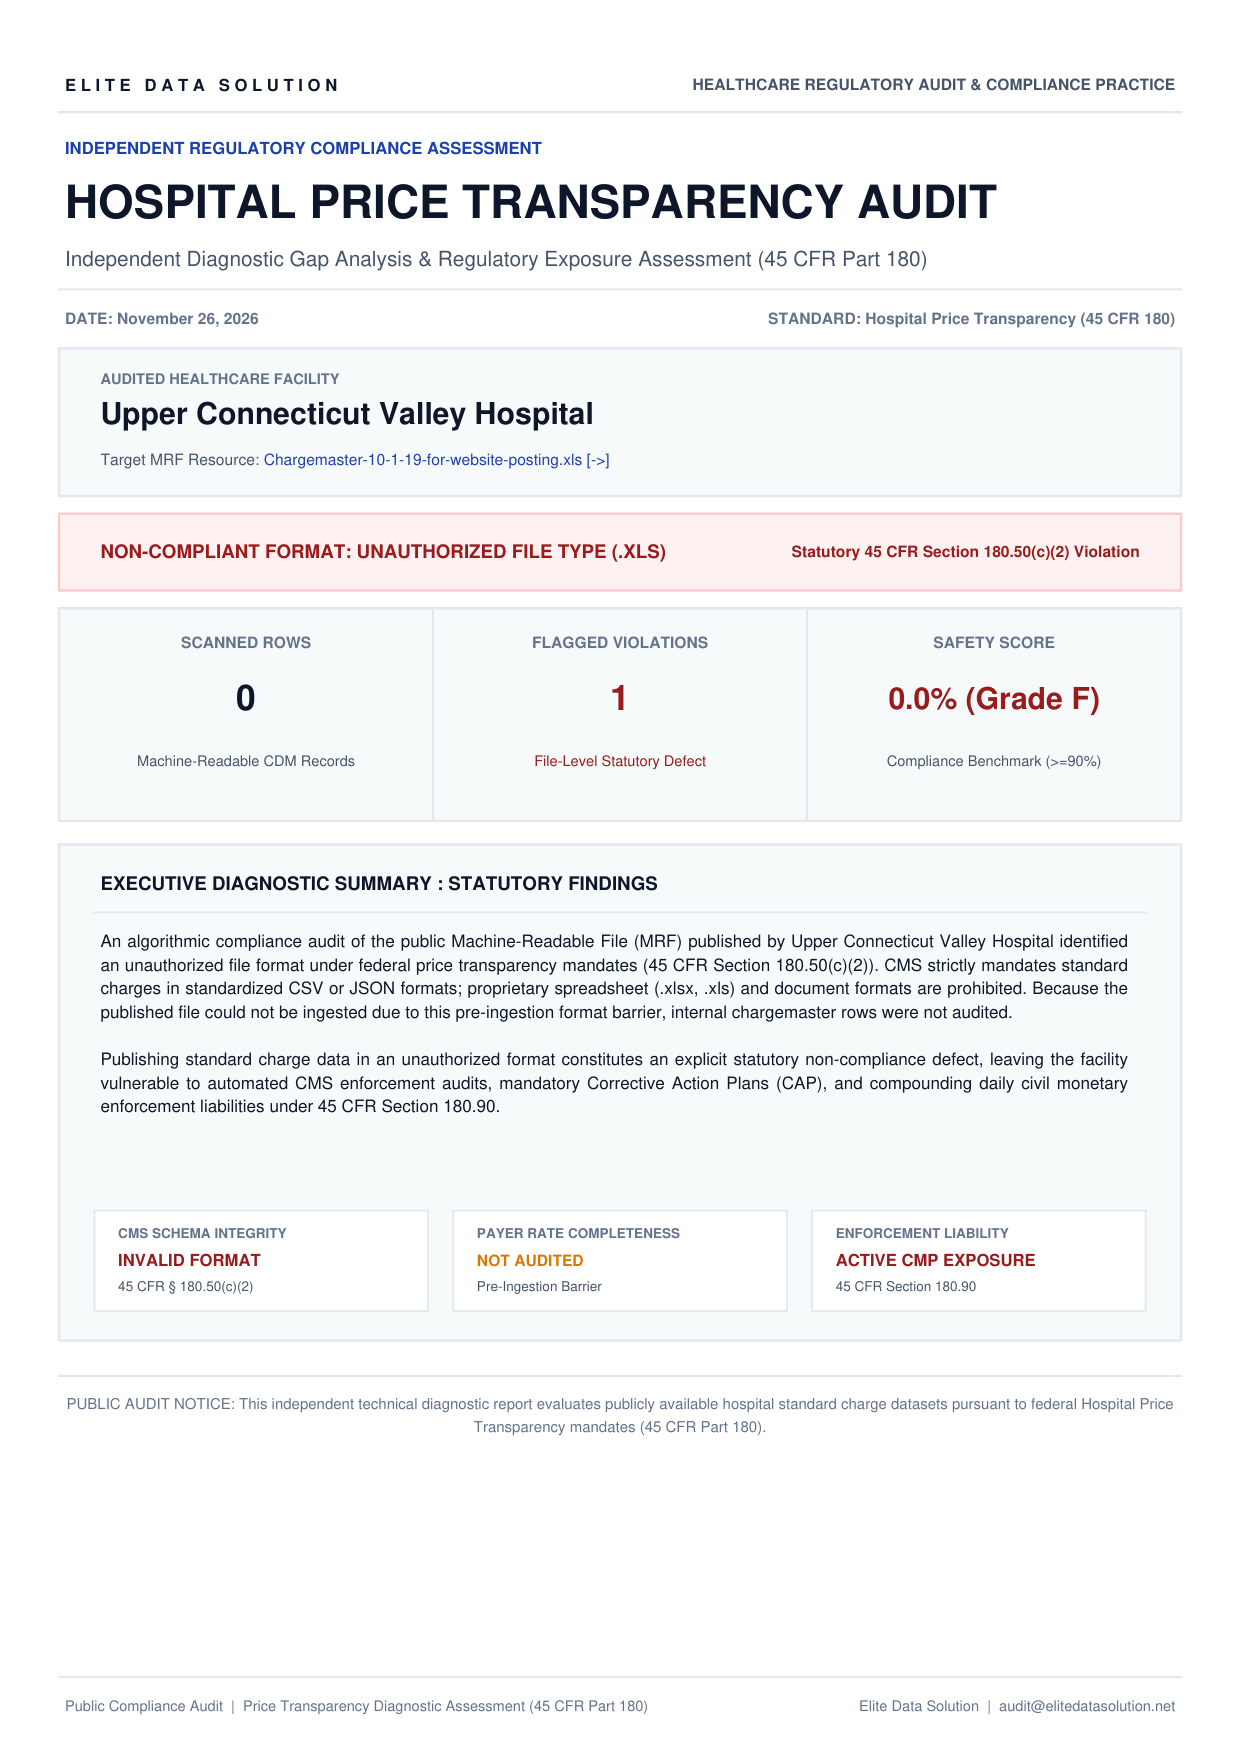 ELITE DATA SOLUTION
HEALTHCARE REGULATORY AUDIT & COMPLIANCE PRACTICE
INDEPENDENT REGULATORY COMPLIANCE ASSESSMENT
HOSPITAL PRICE TRANSPARENCY AUDIT
Independent Diagnostic Gap Analysis & Regulatory Exposure Assessment (45 CFR Part 180)
DATE: November 26, 2026
STANDARD: Hospital Price Transparency (45 CFR 180)
AUDITED HEALTHCARE FACILITY
Upper Connecticut Valley Hospital
Target MRF Resource: Chargemaster-10-1-19-for-website-posting.xls [->]
NON-COMPLIANT FORMAT: UNAUTHORIZED FILE TYPE (.XLS)
Statutory 45 CFR Section 180.50(c)(2) Violation
SCANNED ROWS
0
Machine-Readable CDM Records
FLAGGED VIOLATIONS
1
File-Level Statutory Defect
SAFETY SCORE
0.0% (Grade F)
Compliance Benchmark (>=90%)
EXECUTIVE DIAGNOSTIC SUMMARY : STATUTORY FINDINGS
An algorithmic compliance audit of the public Machine-Readable File (MRF) published by Upper Connecticut Valley Hospital identified
an unauthorized file format under federal price transparency mandates (45 CFR Section 180.50(c)(2)). CMS strictly mandates standard
charges in standardized CSV or JSON formats; proprietary spreadsheet (.xlsx, .xls) and document formats are prohibited. Because the
published file could not be ingested due to this pre-ingestion format barrier, internal chargemaster rows were not audited.
Publishing standard charge data in an unauthorized format constitutes an explicit statutory non-compliance defect, leaving the facility
vulnerable to automated CMS enforcement audits, mandatory Corrective Action Plans (CAP), and compounding daily civil monetary
enforcement liabilities under 45 CFR Section 180.90.
CMS SCHEMA INTEGRITY
INVALID FORMAT
45 CFR § 180.50(c)(2)
PAYER RATE COMPLETENESS
NOT AUDITED
Pre-Ingestion Barrier
ENFORCEMENT LIABILITY
ACTIVE CMP EXPOSURE
45 CFR Section 180.90
PUBLIC AUDIT NOTICE: This independent technical diagnostic report evaluates publicly available hospital standard charge datasets pursuant to federal Hospital Price
Transparency mandates (45 CFR Part 180).
Public Compliance Audit | Price Transparency Diagnostic Assessment (45 CFR Part 180)
Elite Data Solution | audit@elitedatasolution.net